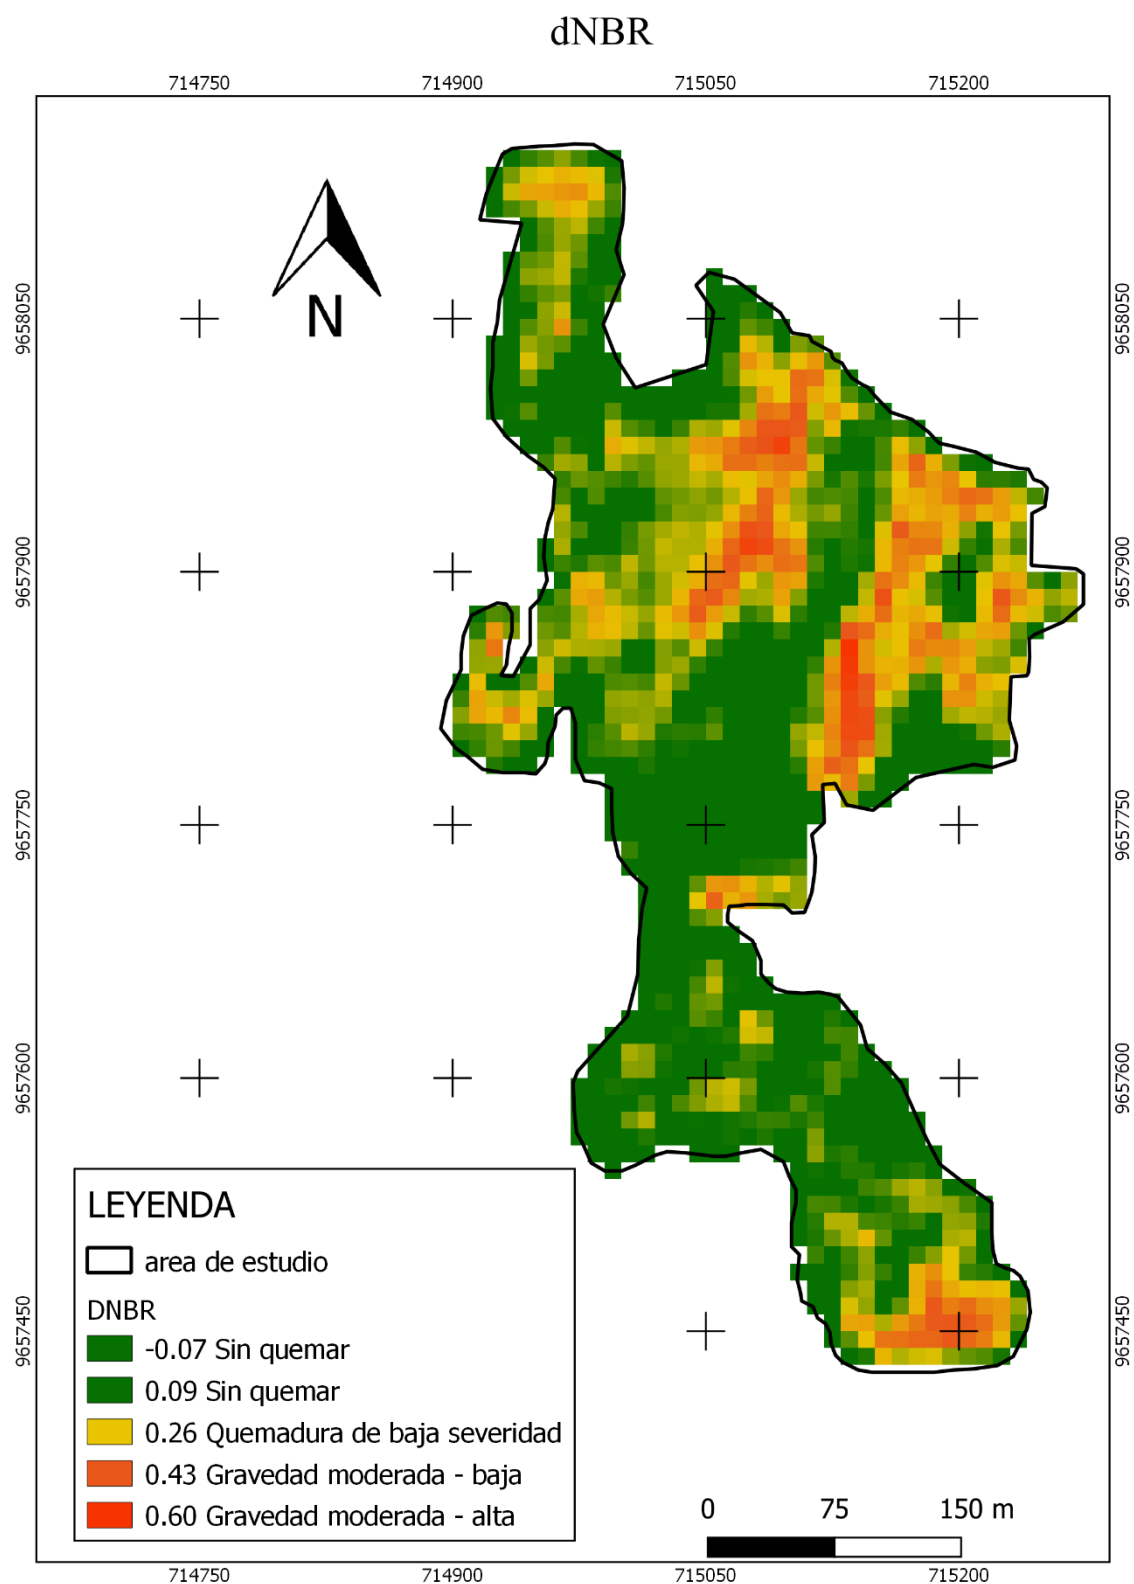 dNBR
714750 714900 715050 715200
9658050 9658050
N
9657900 9657900
9657750 9657750
9657600 9657600
9657450 9657450
LEYENDA
area de estudio
DNBR
-0.07 Sin quemar
0.09 Sin quemar
0.26 Quemadura de baja severidad
0.43 Gravedad moderada - baja
0.60 Gravedad moderada - alta
0 75 150 m
714750 714900 715050 715200